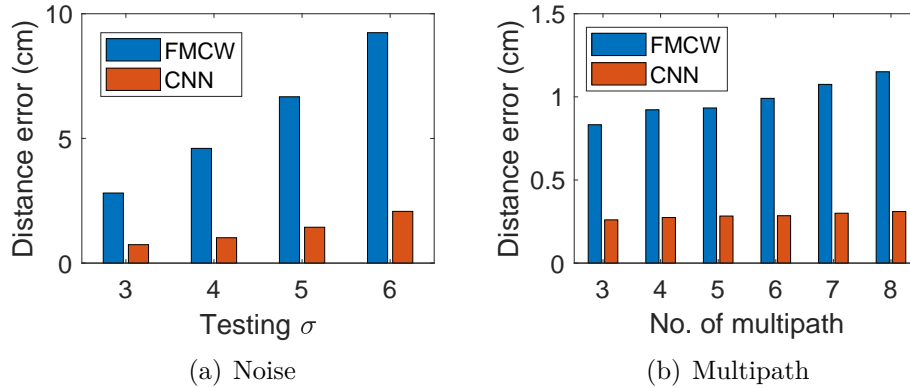 10
5
0
Distance error (cm)
FMCW
CNN
3 4 5 6
Testing σ
(a) Noise
1.5
1
0.5
0
Distance error (cm)
FMCW
CNN
3 4 5 6 7 8
No. of multipath
(b) Multipath